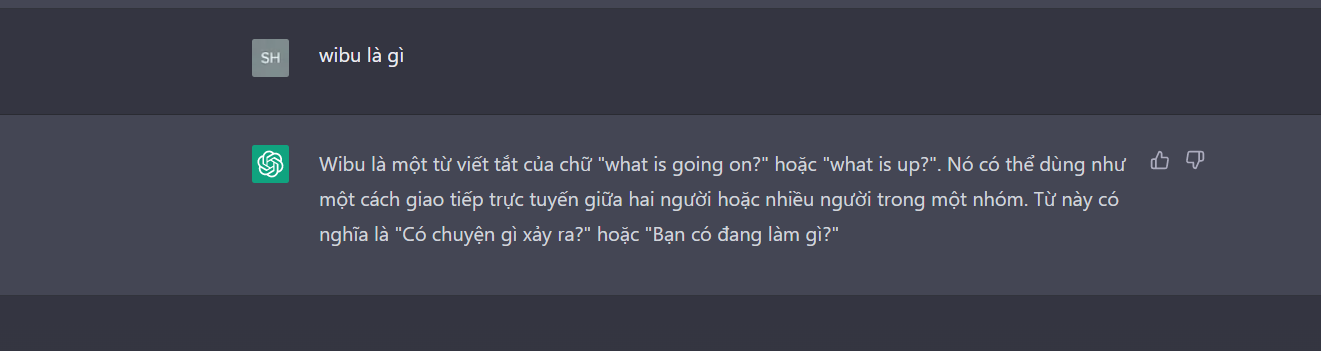 SH
wibu là gì
Wibu là một từ viết tắt của chữ "what is going on?" hoặc "what is up?". Nó có thể dùng như
một cách giao tiếp trực tuyến giữa hai người hoặc nhiều người trong một nhóm. Từ này có
nghĩa là "Có chuyện gì xảy ra?" hoặc "Bạn có đang làm gì?"